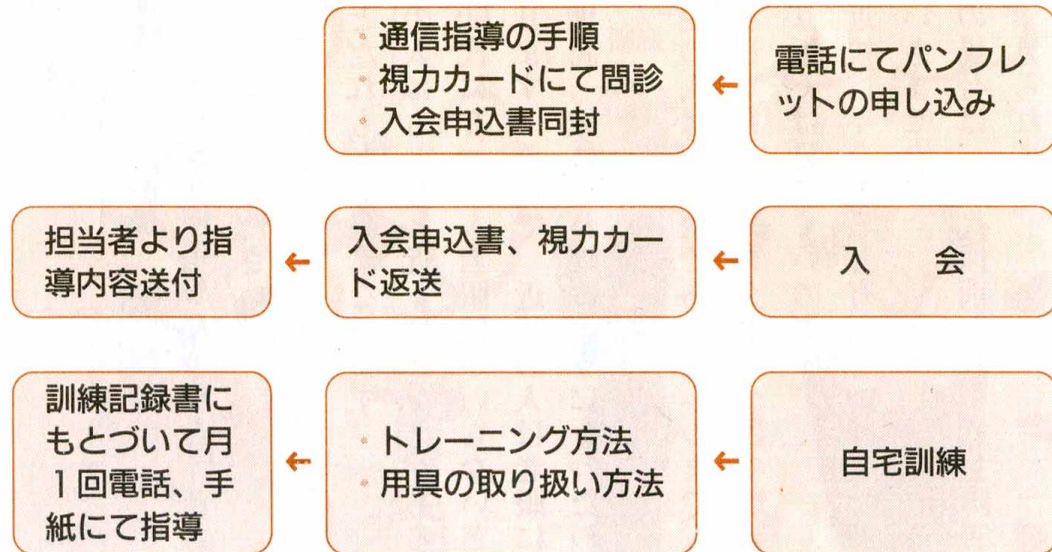 電話にてパンフレ
ットの申し込み
←
・通信指導の手順
・視力カードにて問診
・入会申込書同封
入　会
←
入会申込書、視力カー
ド返送
←
担当者より指
導内容送付
自宅訓練
←
・トレーニング方法
・用具の取り扱い方法
←
訓練記録書に
もとづいて月
１回電話、手
紙にて指導